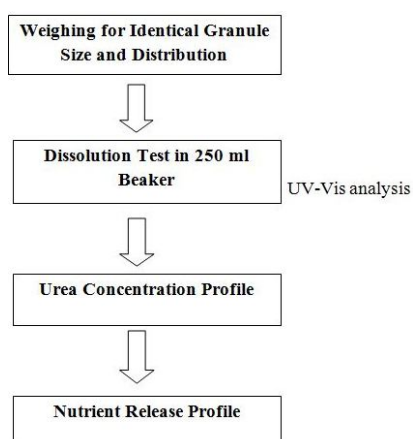 Weighing for Identical Granule
Size and Distribution
Dissolution Test in 250 ml
Beaker
UV-Vis analysis
Urea Concentration Profile
Nutrient Release Profile